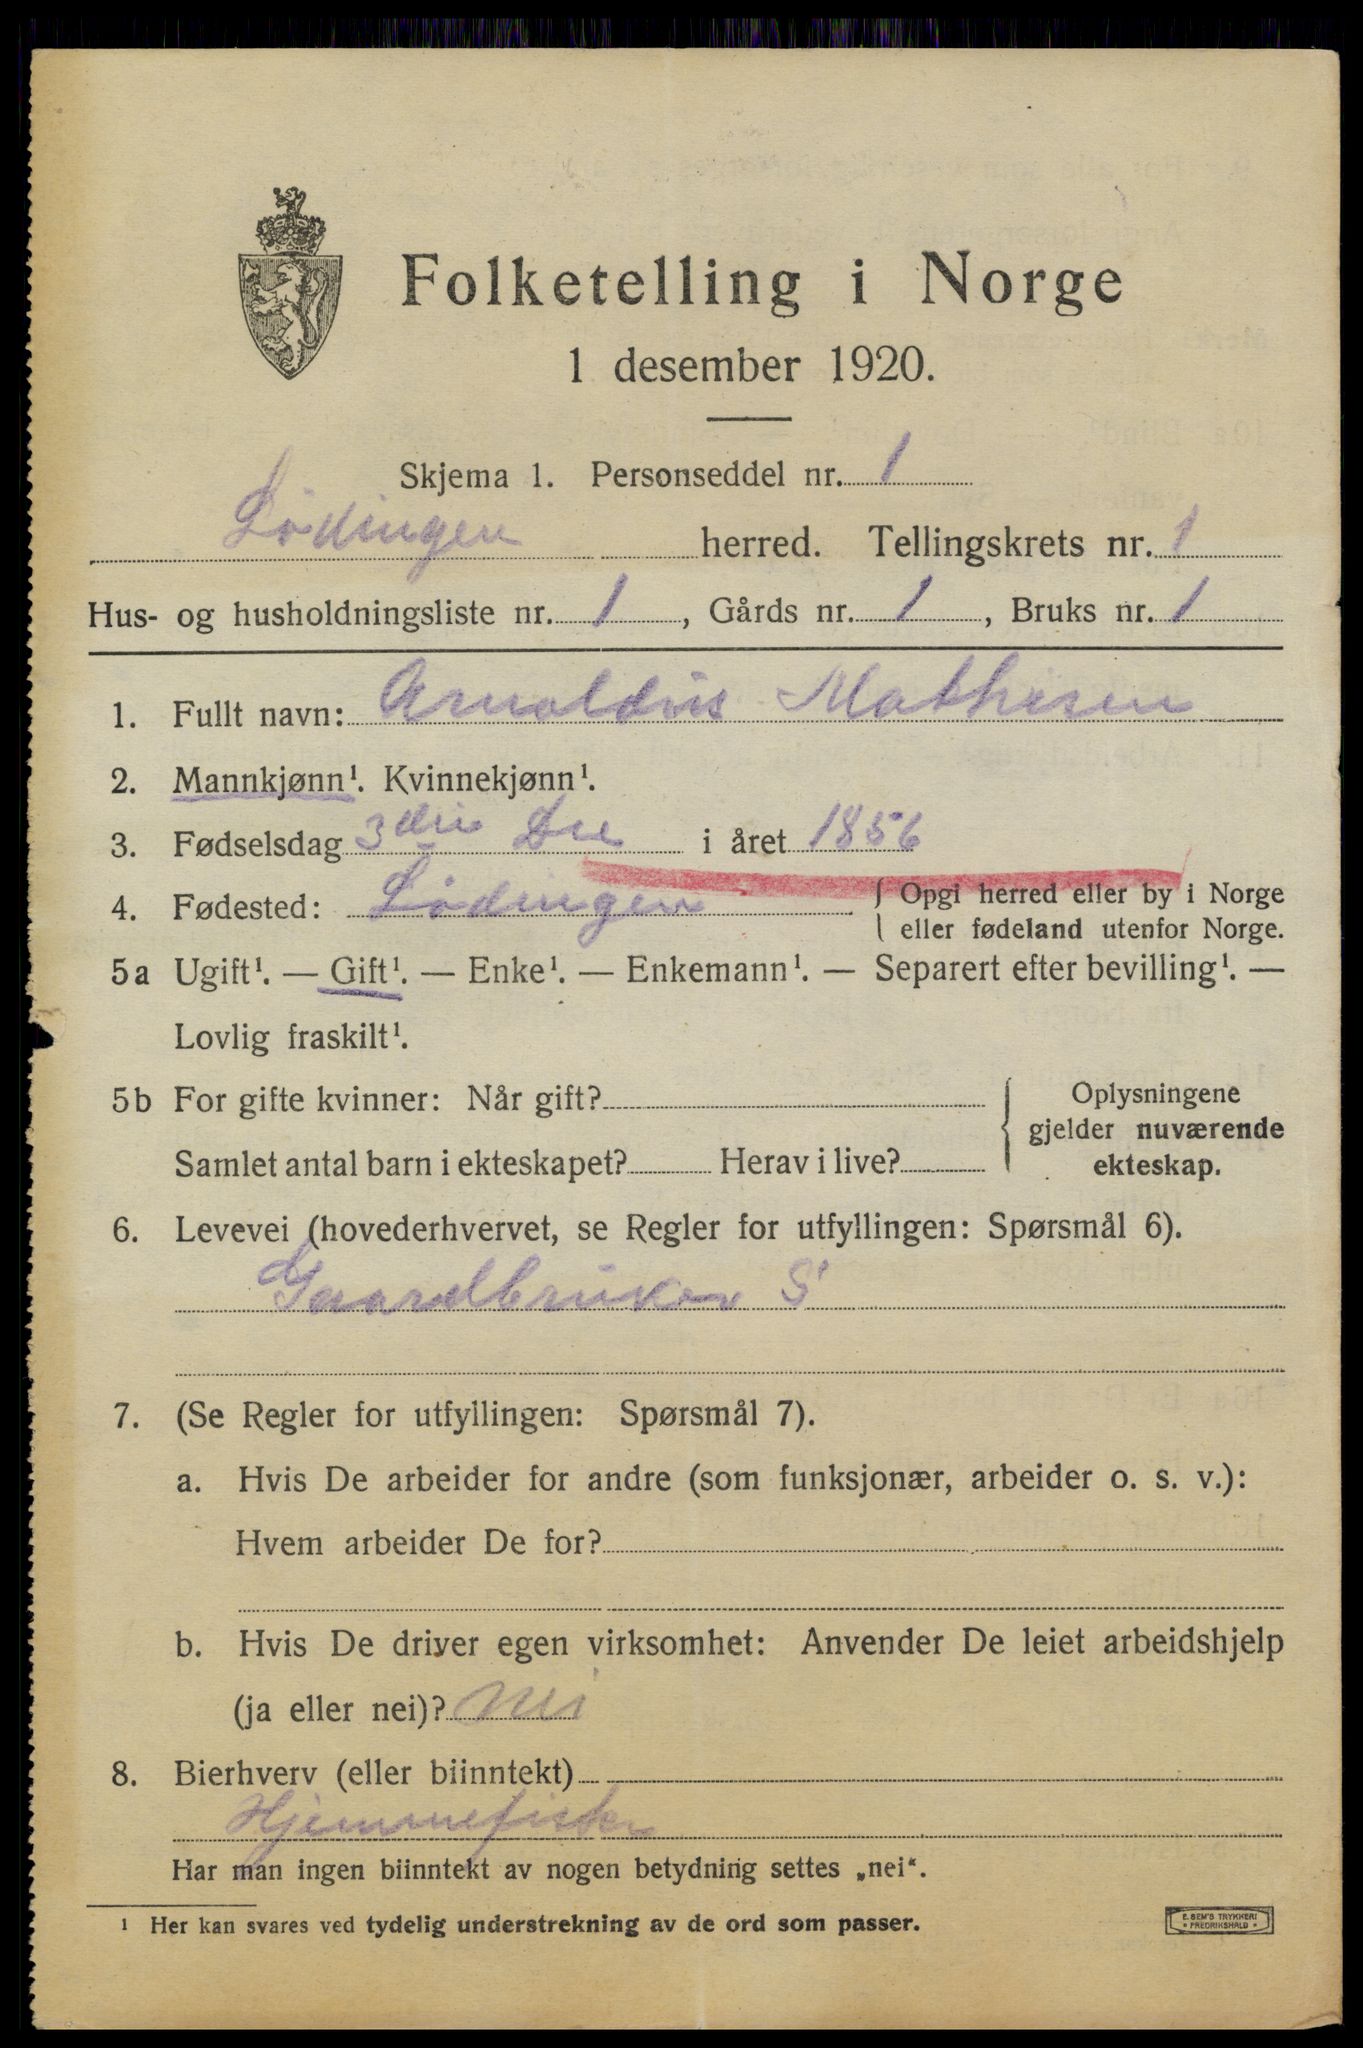 Folketelling i Norge
1 desember 1920.
Skjema 1. Personseddel nr. 1
Lødingen herred. Tellingskrets nr. 1
Hus- og husholdningsliste nr. 1, Gårds nr. 1, Bruks nr. 1
1. Fullt navn: Arnoldus Mathisen
2. Mannkjønn¹. Kvinnekjønn¹.
3. Fødselsdag 3die Dec i året 1856
4. Fødested: Lødingen { Opgi herred eller by i Norge
eller fødeland utenfor Norge.
5a Ugift¹. — Gift¹. — Enke¹. — Enkemann¹. — Separert efter bevilling¹. —
Lovlig fraskilt¹.
5b For gifte kvinner: Når gift?
Samlet antal barn i ekteskapet? Herav i live?
{ Oplysningene
gjelder nuværende
ekteskap.
6. Levevei (hovederhvervet, se Regler for utfyllingen: Spørsmål 6).
Gaardbruker S
7. (Se Regler for utfyllingen: Spørsmål 7).
a. Hvis De arbeider for andre (som funksjonær, arbeider o. s. v.):
Hvem arbeider De for?
b. Hvis De driver egen virksomhet: Anvender De leiet arbeidshjelp
(ja eller nei)? Nei
8. Bierhverv (eller biinntekt)
Hjemmefisker
Har man ingen biinntekt av nogen betydning settes „nei“.
¹ Her kan svares ved tydelig understrekning av de ord som passer.
E. SEM'S TRYKKERI
* FREDRIKSHALD *